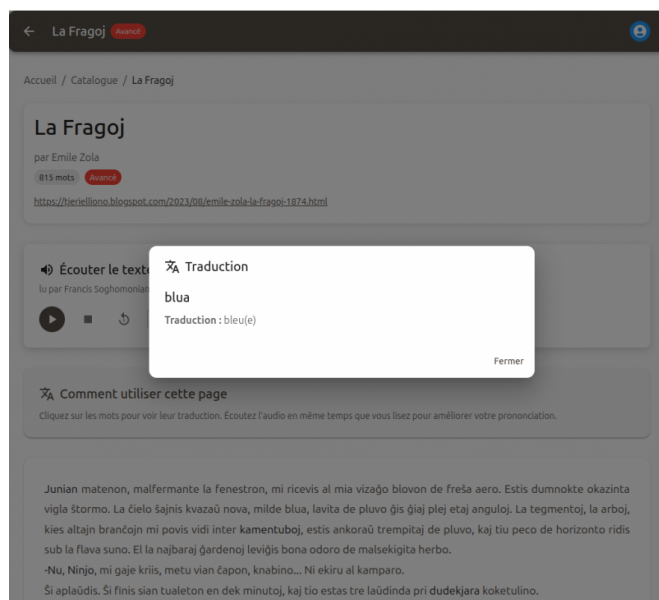 La Fragoj Avancé
Accueil / Catalogue / La Fragoj
La Fragoj
par Emile Zola
815 mots Avancé
https://tjerielliono.blogspot.com/2023/08/emile-zola-la-fragoj-1874.html
Écouter le texte
lu par Francis Soghomonian
Traduction
blua
Traduction : bleu(e)
Fermer
Comment utiliser cette page
Cliquez sur les mots pour voir leur traduction. Écoutez l'audio en même temps que vous lisez pour améliorer votre prononciation.
Junian matenon, malfermante la fenestron, mi ricevis al mia vizaĝo blovon de freŝa aero. Estis dumnokte okazinta
vigla ŝtormo. La ĉielo ŝajnis kvazaŭ nova, milde blua, lavita de pluvo ĝis ĝiaj plej etaj anguloj. La tegmentoj, la arboj,
kies altajn branĉojn mi povis vidi inter kamentuboj, estis ankoraŭ trempitaj de pluvo, kaj tiu peco de horizonto ridis
sub la flava suno. El la najbaraj ĝardenoj leviĝis bona odoro de malsekigita herbo.
-Nu, Ninjo, mi gaje kriis, metu vian ĉapon, knabino... Ni ekiru al kamparo.
Ŝi aplaŭdis. Ŝi finis sian tualeton en dek minutoj, kaj tio estas tre laŭdinda pri dudekjara koketulino.